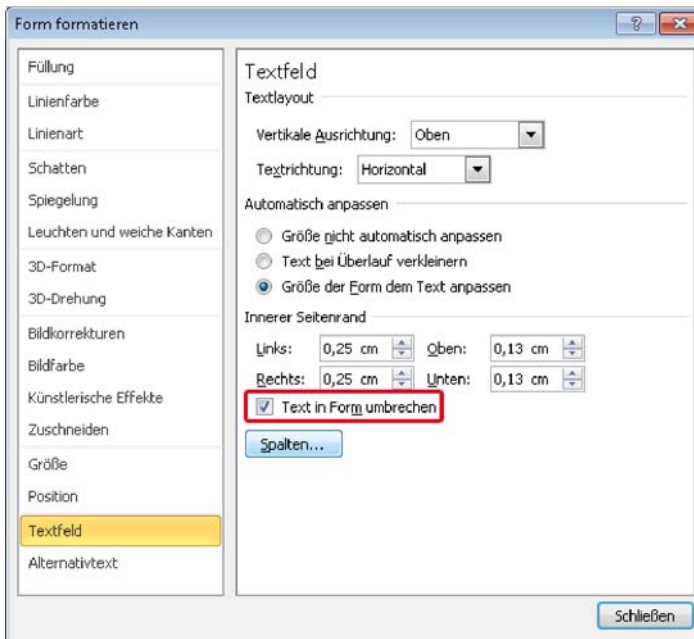 Form formatieren
Füllung
Linienfarbe
Linienart
Schatten
Spiegelung
Leuchten und weiche Kanten
3D-Format
3D-Drehung
Bildkorrekturen
Bildfarbe
Künstlerische Effekte
Zuschneiden
Größe
Position
Textfeld
Alternativtext
Textfeld
Textlayout
Vertikale Ausrichtung: Oben
Textrichtung: Horizontal
Automatisch anpassen
Größe nicht automatisch anpassen
Text bei Überlauf verkleinern
Größe der Form dem Text anpassen
Innerer Seitenrand
Links: 0,25 cm Oben: 0,13 cm
Rechts: 0,25 cm Unten: 0,13 cm
Text in Form umbrechen
Spalten...
Schließen